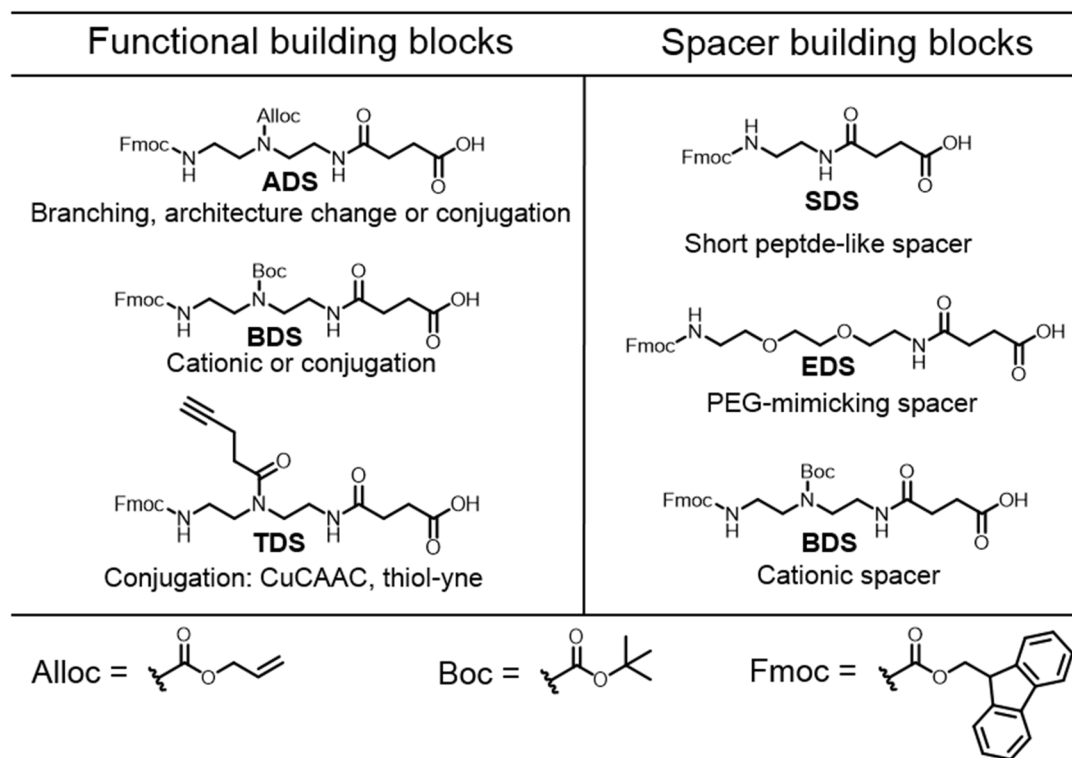 Functional building blocks
Alloc
Fmoc N H N N H O O OH
ADS
Branching, architecture change or conjugation
Boc
Fmoc N H N N H O O OH
BDS
Cationic or conjugation
O
Fmoc N H N N H O O OH
TDS
Conjugation: CuCAAC, thiol-yne
Spacer building blocks
Fmoc H N N H O O OH
SDS
Short peptde-like spacer
Fmoc H N O O N H O O OH
EDS
PEG-mimicking spacer
Boc
Fmoc N H N N H O O OH
BDS
Cationic spacer
Alloc = O O
Boc = O O
Fmoc = O O